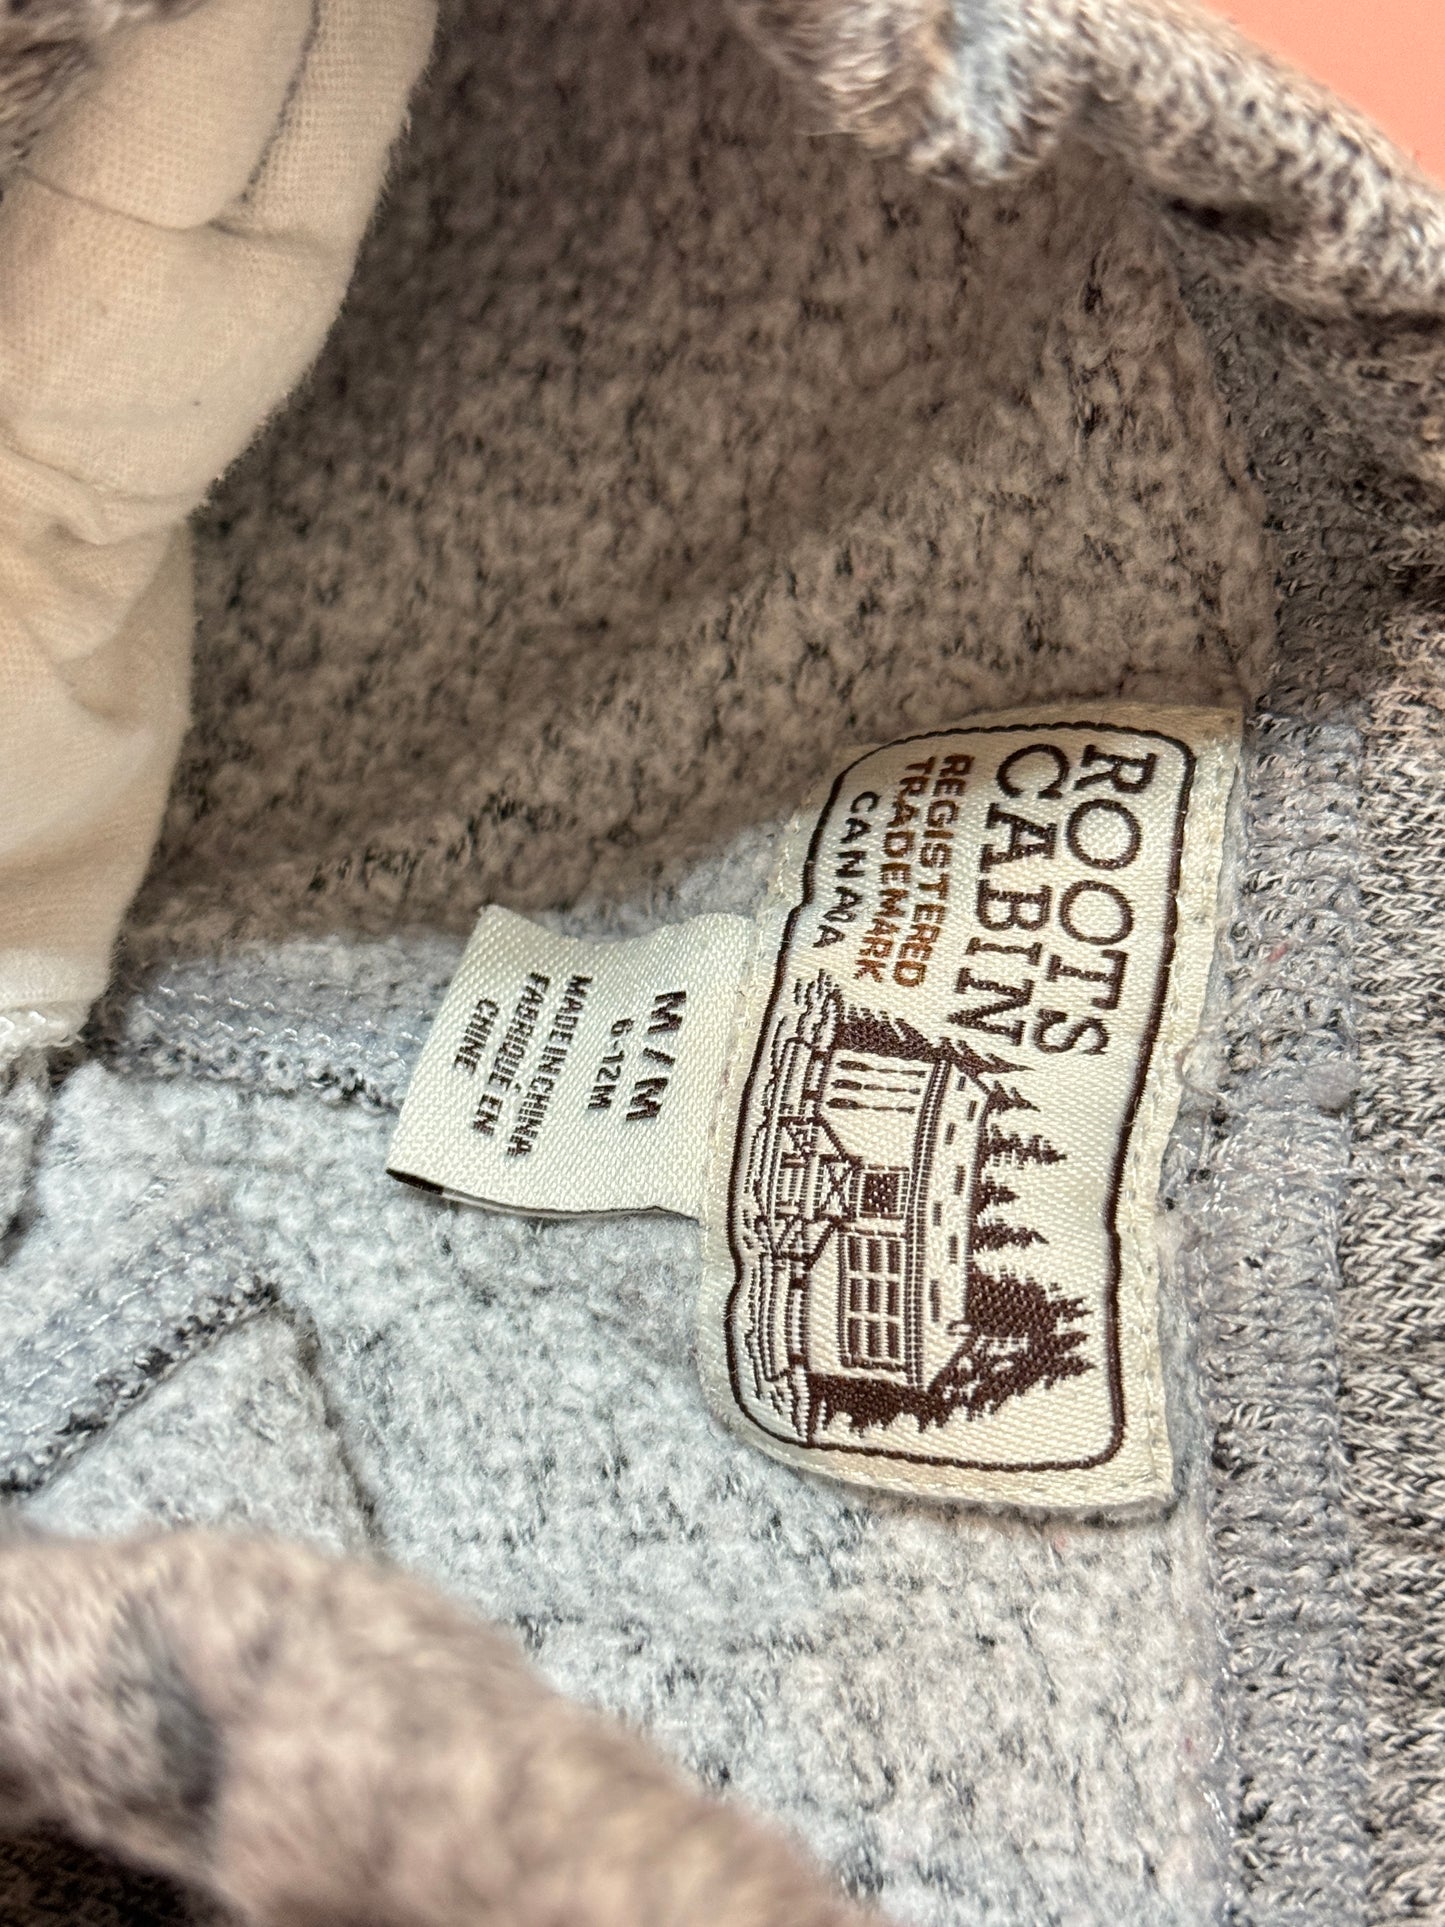 ROOTS
CABIN
REGISTERED
TRADEMARK
CANADA
M / M
6-12M
MADE IN CHINA
FABRIQUÉ EN
CHINE